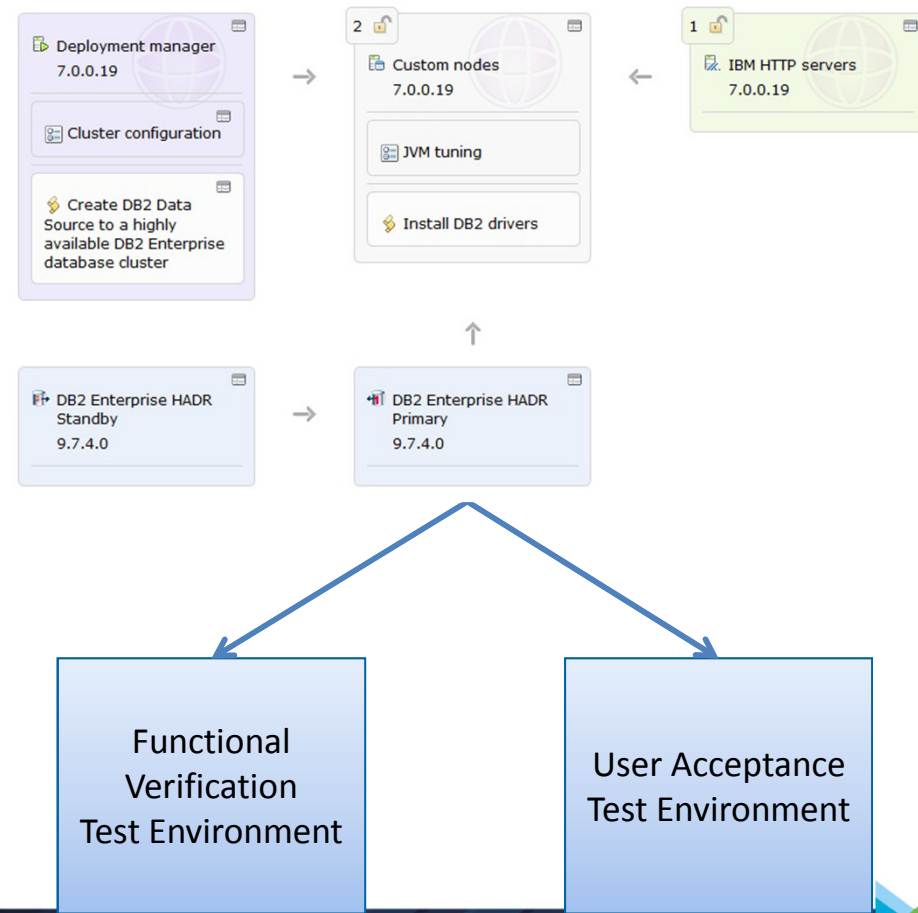 Deployment manager
7.0.0.19
Cluster configuration
Create DB2 Data
Source to a highly
available DB2 Enterprise
database cluster
2
Custom nodes
7.0.0.19
JVM tuning
Install DB2 drivers
1
IBM HTTP servers
7.0.0.19
DB2 Enterprise HADR
Standby
9.7.4.0
DB2 Enterprise HADR
Primary
9.7.4.0
Functional
Verification
Test Environment
User Acceptance
Test Environment